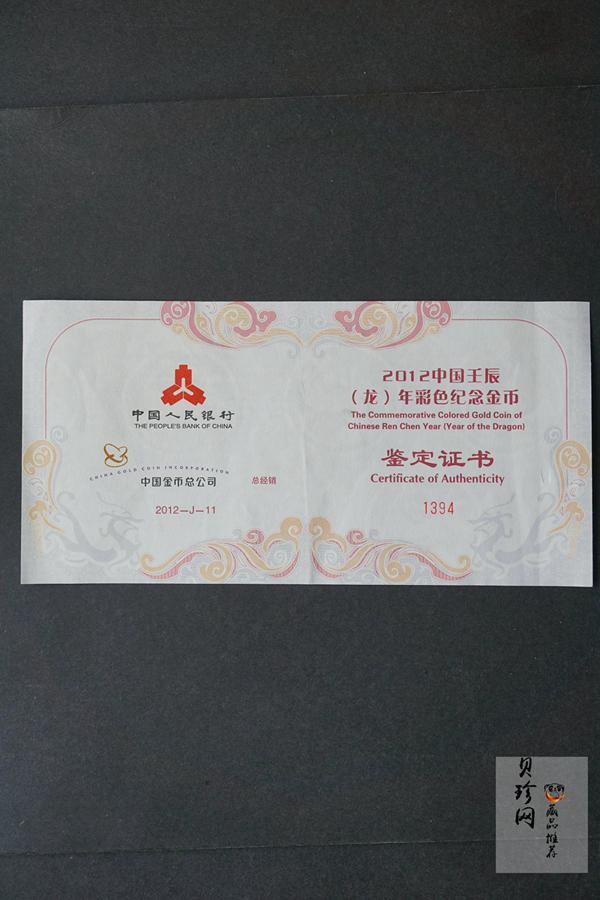 中国人民银行
THE PEOPLE'S BANK OF CHINA
CHINA GOLD COIN INCORPORATION
中国金币总公司
总经销
2012—J—11
2012中国壬辰
（龙）年彩色纪念金币
The Commemorative Colored Gold Coin of
Chinese Ren Chen Year (Year of the Dragon)
鉴定证书
Certificate of Authenticity
1394
贝珍网
藏品推荐